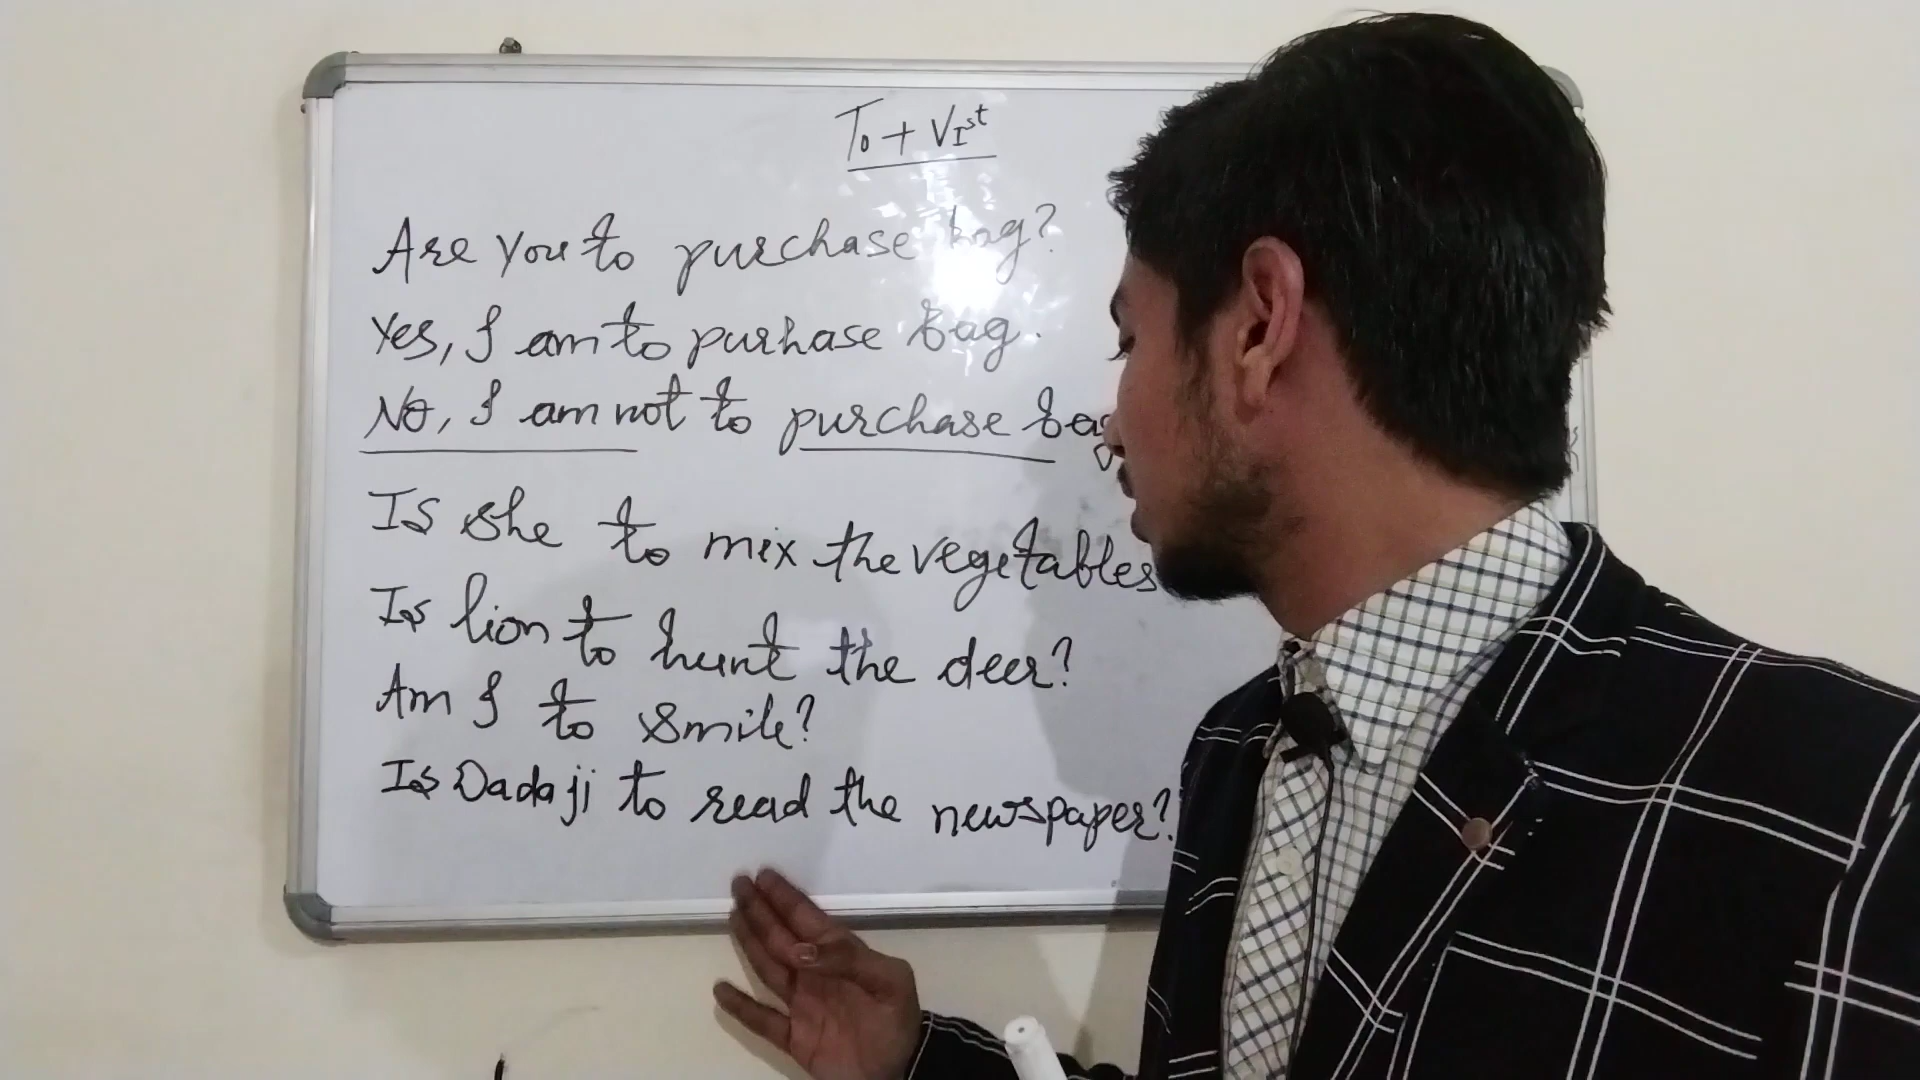 To + VIst
Are you to purchase bag?
Yes, I am to purhase bag.
No, I am not to purchase bag
Is she to mix the vegetables
Is lion to hunt the deer?
Am I to smile?
Is Dadaji to read the newspaper?